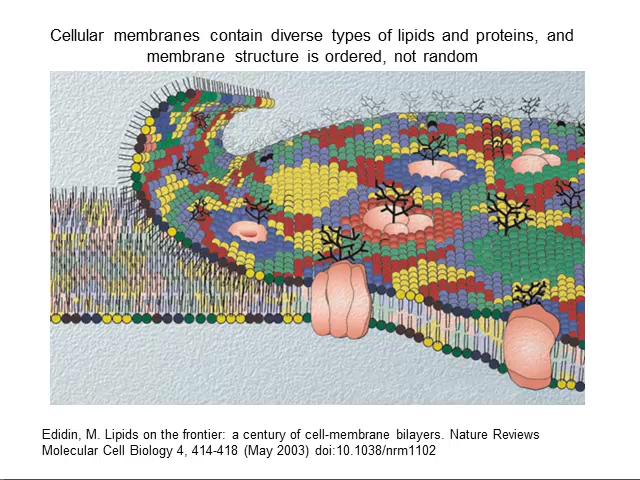 Cellular membranes contain diverse types of lipids and proteins, and
membrane structure is ordered, not random
Edidin, M. Lipids on the frontier: a century of cell-membrane bilayers. Nature Reviews
Molecular Cell Biology 4, 414-418 (May 2003) doi:10.1038/nrm1102